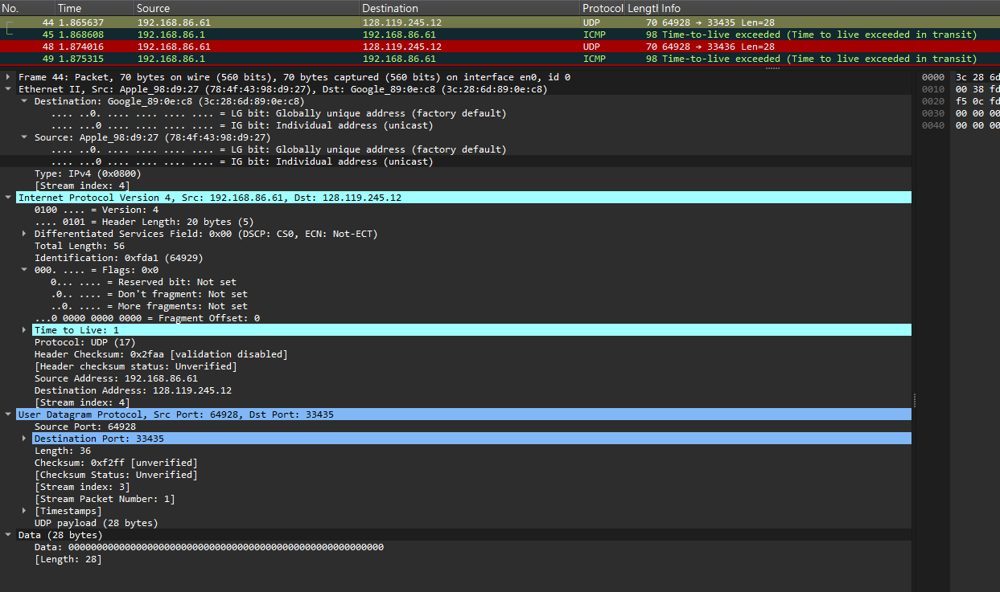 No. Time Source Destination Protocol Lengtl Info
44 1.865637 192.168.86.61 128.119.245.12 UDP 70 64928 → 33435 Len=28
45 1.868608 192.168.86.1 192.168.86.61 ICMP 98 Time-to-live exceeded (Time to live exceeded in transit)
48 1.874016 192.168.86.61 128.119.245.12 UDP 70 64928 → 33436 Len=28
49 1.875315 192.168.86.1 192.168.86.61 ICMP 98 Time-to-live exceeded (Time to live exceeded in transit)
Frame 44: Packet, 70 bytes on wire (560 bits), 70 bytes captured (560 bits) on interface en0, id 0
Ethernet II, Src: Apple_98:d9:27 (78:4f:43:98:d9:27), Dst: Google_89:0e:c8 (3c:28:6d:89:0e:c8)
Destination: Google_89:0e:c8 (3c:28:6d:89:0e:c8)
.... ..0. .... .... .... .... = LG bit: Globally unique address (factory default)
.... ...0 .... .... .... .... = IG bit: Individual address (unicast)
Source: Apple_98:d9:27 (78:4f:43:98:d9:27)
.... ..0. .... .... .... .... = LG bit: Globally unique address (factory default)
.... ...0 .... .... .... .... = IG bit: Individual address (unicast)
Type: IPv4 (0x0800)
[Stream index: 4]
Internet Protocol Version 4, Src: 192.168.86.61, Dst: 128.119.245.12
0100 .... = Version: 4
.... 0101 = Header Length: 20 bytes (5)
Differentiated Services Field: 0x00 (DSCP: CS0, ECN: Not-ECT)
Total Length: 56
Identification: 0xfda1 (64929)
000. .... = Flags: 0x0
0... .... = Reserved bit: Not set
.0.. .... = Don't fragment: Not set
..0. .... = More fragments: Not set
...0 0000 0000 0000 = Fragment Offset: 0
Time to Live: 1
Protocol: UDP (17)
Header Checksum: 0x2faa [validation disabled]
[Header checksum status: Unverified]
Source Address: 192.168.86.61
Destination Address: 128.119.245.12
[Stream index: 4]
User Datagram Protocol, Src Port: 64928, Dst Port: 33435
Source Port: 64928
Destination Port: 33435
Length: 36
Checksum: 0xf2ff [unverified]
[Checksum Status: Unverified]
[Stream index: 3]
[Stream Packet Number: 1]
[Timestamps]
UDP payload (28 bytes)
Data (28 bytes)
Data: 00000000000000000000000000000000000000000000000000000000
[Length: 28]
0000 3c 28 6d
0010 00 38 fd
0020 f5 0c fd
0030 00 00 00
0040 00 00 00